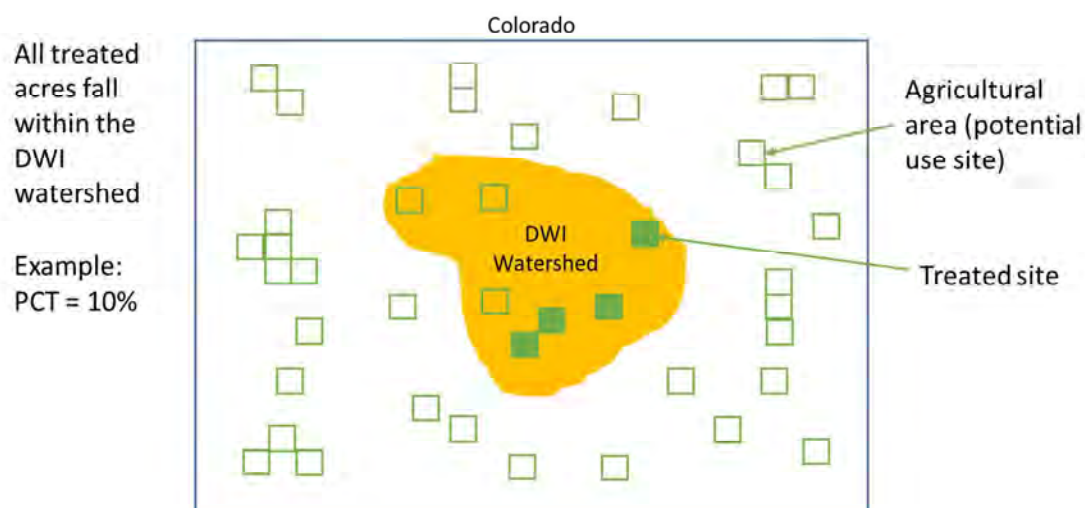 Colorado
All treated
acres fall
within the
DWI
watershed
Example:
PCT = 10%
DWI
Watershed
Agricultural
area (potential
use site)
Treated site